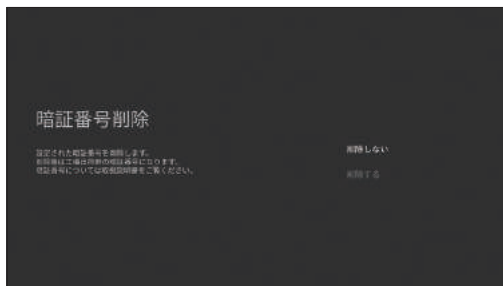 暗証番号削除
設定された暗証番号を削除します。
削除後は工場出荷時の暗証番号になります。
暗証番号については取扱説明書をご覧ください。
削除しない
削除する